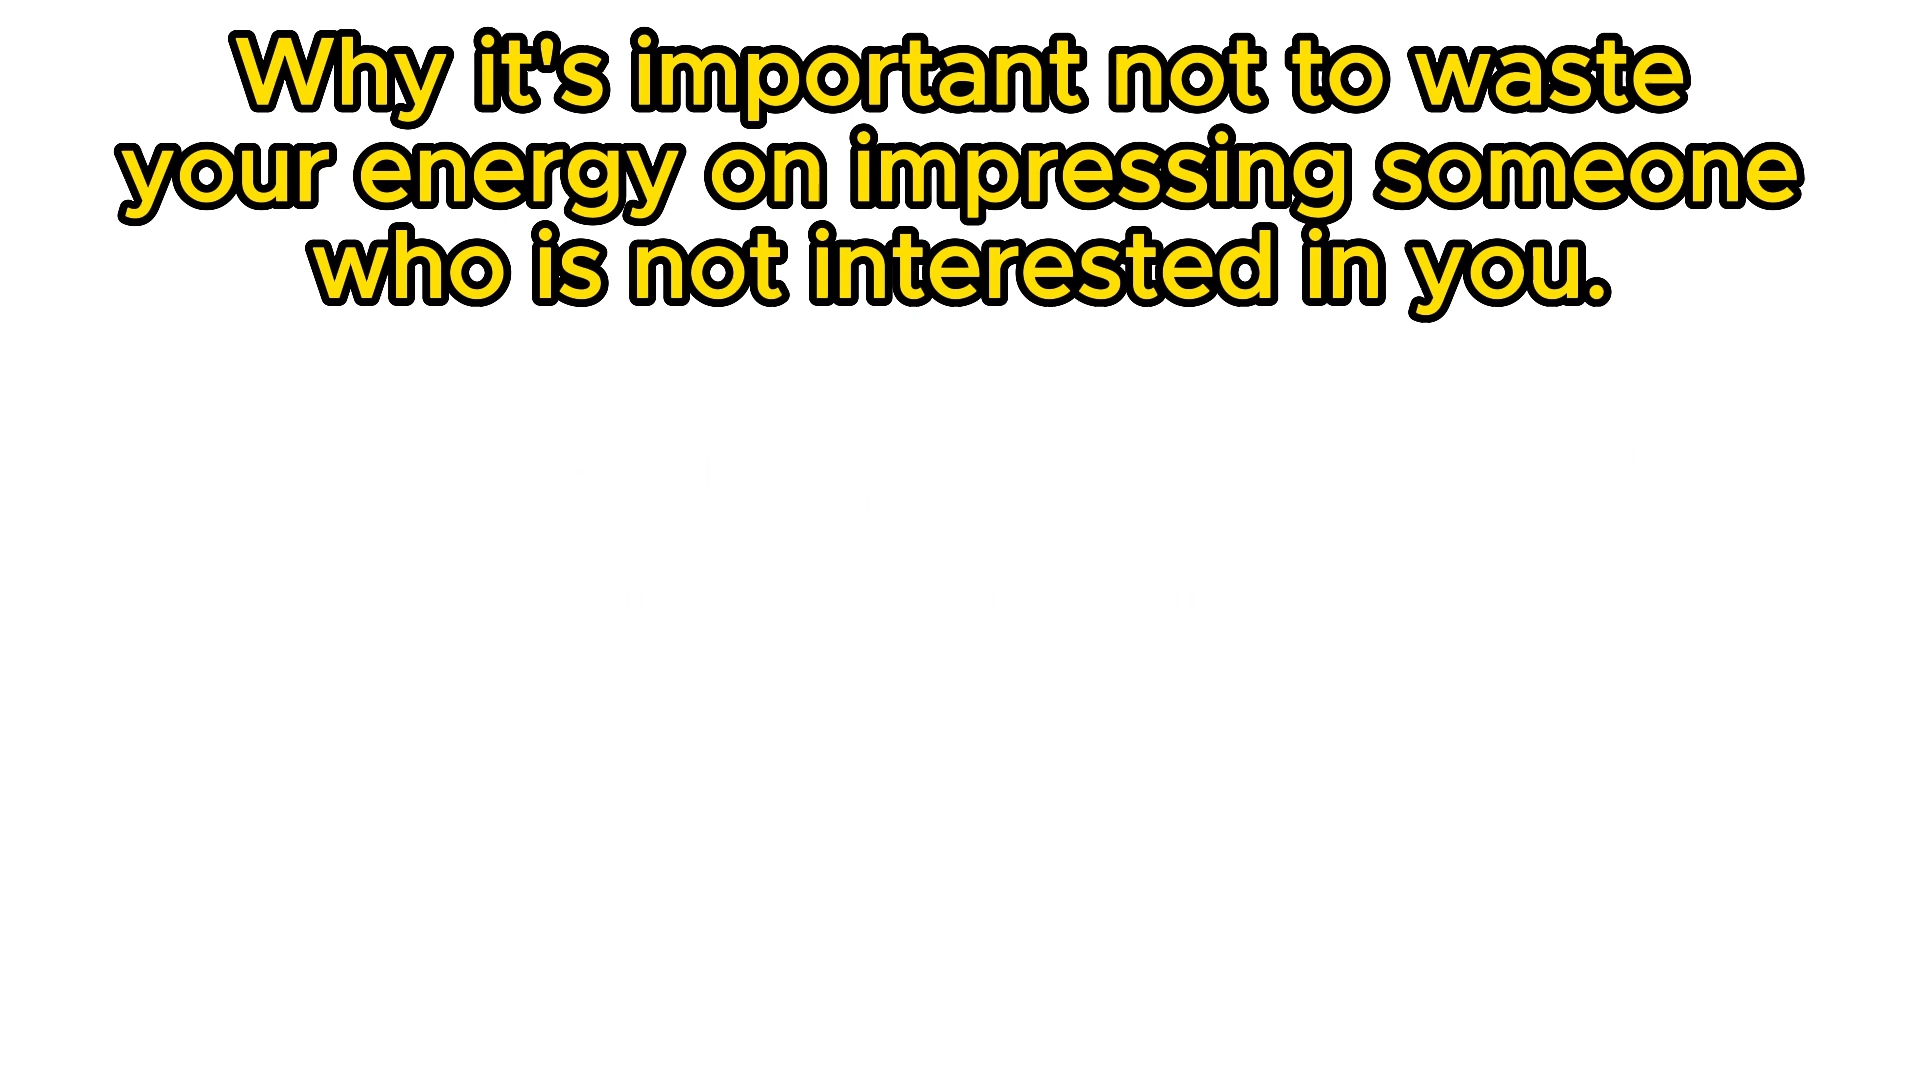 Why it's important not to waste
your energy on impressing someone
who is not interested in you.